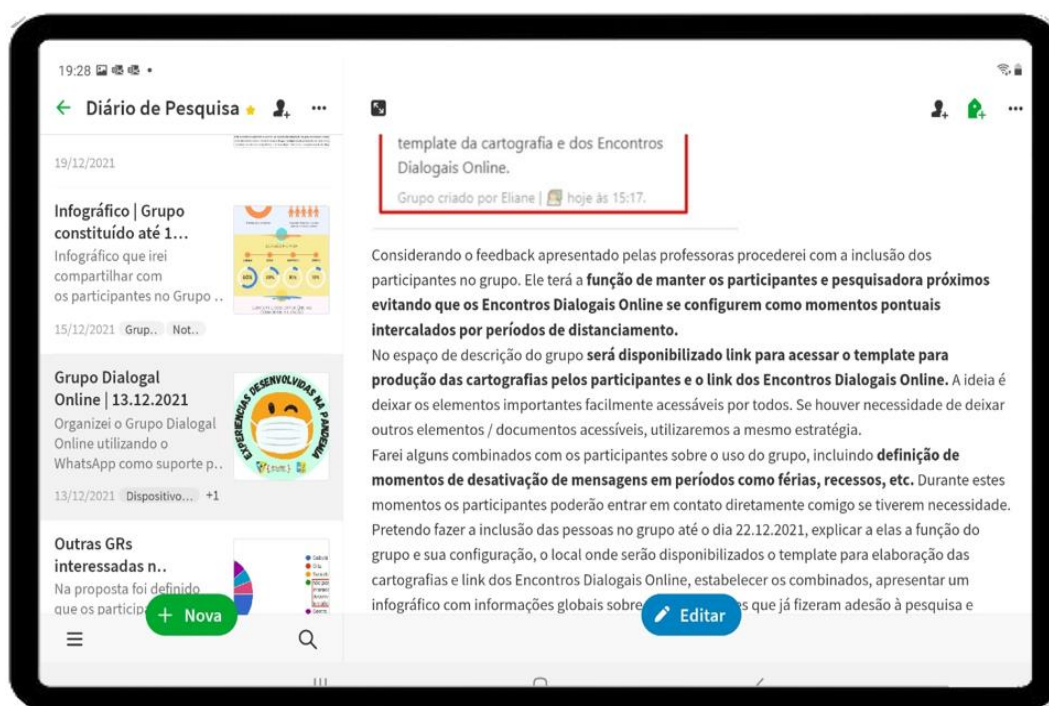 19:28
Diário de Pesquisa
19/12/2021
Infográfico | Grupo
constituído até 1...
Infográfico que irei
compartilhar com
os participantes no Grupo ..
15/12/2021 Grup.. Not..
Grupo Dialogal
Online | 13.12.2021
Organizei o Grupo Dialogal
Online utilizando o
WhatsApp como suporte p..
13/12/2021 Dispositivo... +1
EXPERIÊNCIAS DESENVOLVIDAS NA PANDEMIA
Outras GRs
interessadas n..
Na proposta foi definido
que os particip
+ Nova
template da cartografia e dos Encontros
Dialogais Online.
Grupo criado por Eliane | hoje às 15:17.
Considerando o feedback apresentado pelas professoras procederei com a inclusão dos
participantes no grupo. Ele terá a função de manter os participantes e pesquisadora próximos
evitando que os Encontros Dialogais Online se configurem como momentos pontuais
intercalados por períodos de distanciamento.
No espaço de descrição do grupo será disponibilizado link para acessar o template para
produção das cartografias pelos participantes e o link dos Encontros Dialogais Online. A ideia é
deixar os elementos importantes facilmente acessáveis por todos. Se houver necessidade de deixar
outros elementos / documentos acessíveis, utilizaremos a mesmo estratégia.
Farei alguns combinados com os participantes sobre o uso do grupo, incluindo definição de
momentos de desativação de mensagens em períodos como férias, recessos, etc. Durante estes
momentos os participantes poderão entrar em contato diretamente comigo se tiverem necessidade.
Pretendo fazer a inclusão das pessoas no grupo até o dia 22.12.2021, explicar a elas a função do
grupo e sua configuração, o local onde serão disponibilizados o template para elaboração das
cartografias e link dos Encontros Dialogais Online, estabelecer os combinados, apresentar um
infográfico com informações globais sobre es que já fizeram adesão à pesquisa e
Editar